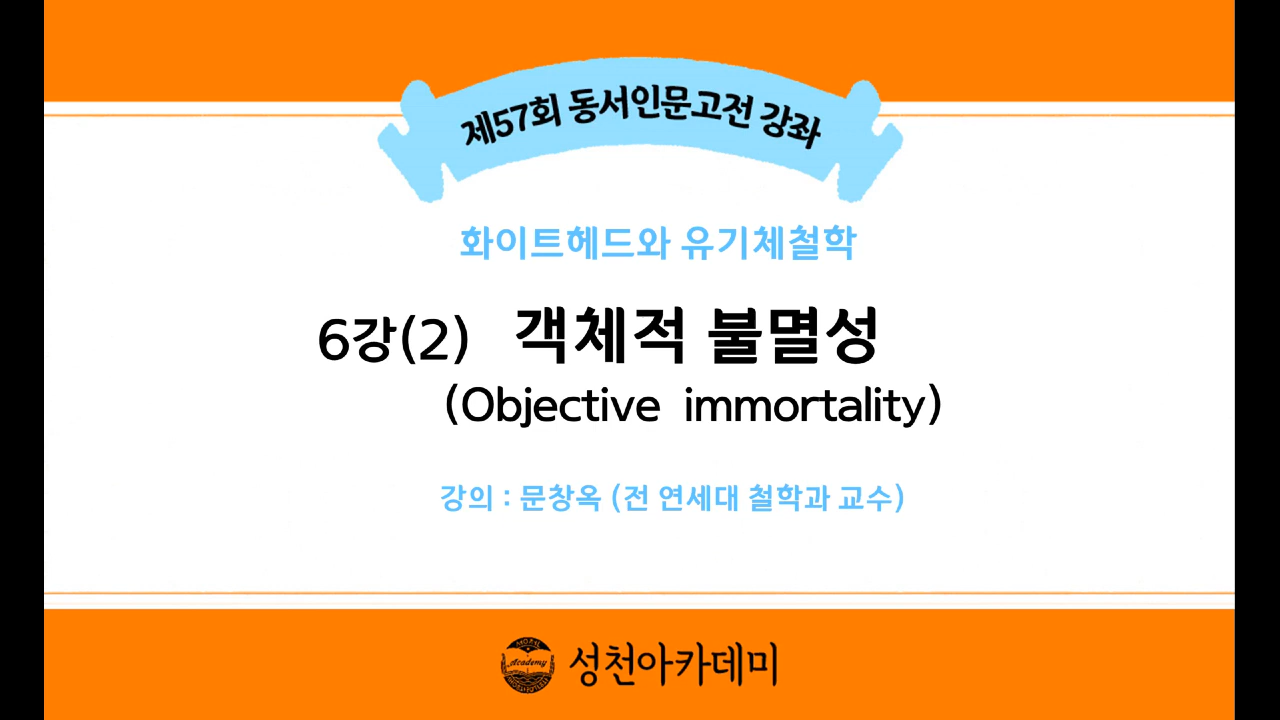 제57회 동서인문고전 강좌
화이트헤드와 유기체철학
6강(2) 객체적 불멸성
(Objective immortality)
강의 : 문창옥 (전 연세대 철학과 교수)
Academy
성천아카데미